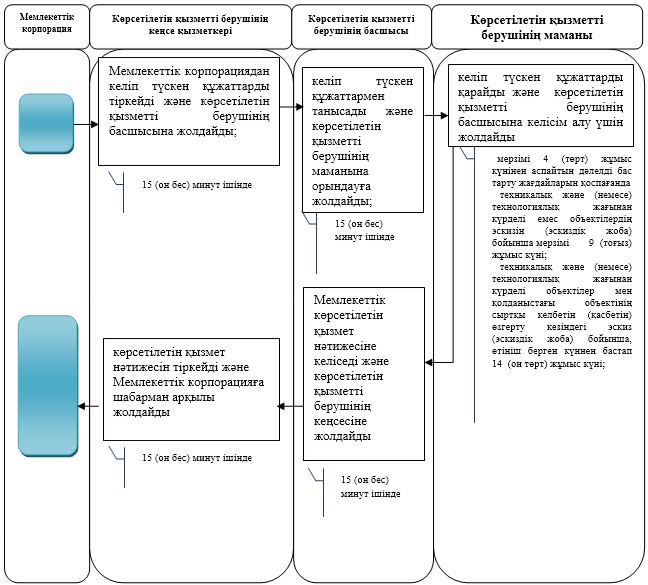 Мемлекеттік
корпорация
Көрсетілетін қызметті берушінің
кеңсе қызметкері
Көрсетілетін қызметті
берушінің басшысы
Көрсетілетін қызметті
берушінің маманы
Мемлекеттік корпорациядан
келіп түскен құжаттарды
тіркейді және көрсетілетін
қызметті берушінің
басшысына жолдайды;
15 (он бес) минут ішінде
келіп түскен
құжаттармен
танысады және
көрсетілетін
қызметті
берушінің
маманына
орындауға
жолдайды;
15 (он бес)
минут ішінде
келіп түскен құжаттарды
қарайды және көрсетілетін
қызметті берушінің
басшысына келісім алу үшін
жолдайды
мерзімі 4 (төрт) жұмыс
күнінен аспайтын дәлелді бас
тарту жағдайларын қоспағанда
техникалық және (немесе)
технологиялық жағынан
күрделі емес объектілердің
эскизін (эскиздік жоба)
бойынша мерзімі 9 (тоғыз)
жұмыс күні;
техникалық және (немесе)
технологиялық жағынан
күрделі объектілер мен
қолданыстағы объектінің
сыртқы келбетін (қасбетін)
өзгерту кезіндегі эскиз
(эскиздік жоба) бойынша,
өтініш берген күннен бастап
14 (он төрт) жұмыс күні;
Мемлекеттік
көрсетілетін
қызмет
нәтижесіне
келіседі және
көрсетілетін
қызметті
берушінің
кеңсесіне
жолдайды
15 (он бес)
минут ішінде
көрсетілетін қызмет
нәтижесін тіркейді және
Мемлекеттік корпорацияға
шабарман арқылы
жолдайды
15 (он бес) минут ішінде